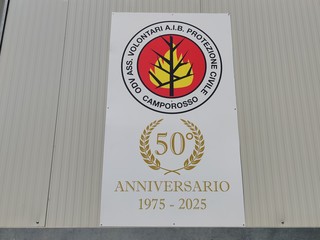 ODV ASS. VOLONTARI A.I.B. PROTEZIONE CIVILE
CAMPOROSSO
50°
ANNIVERSARIO
1975 - 2025